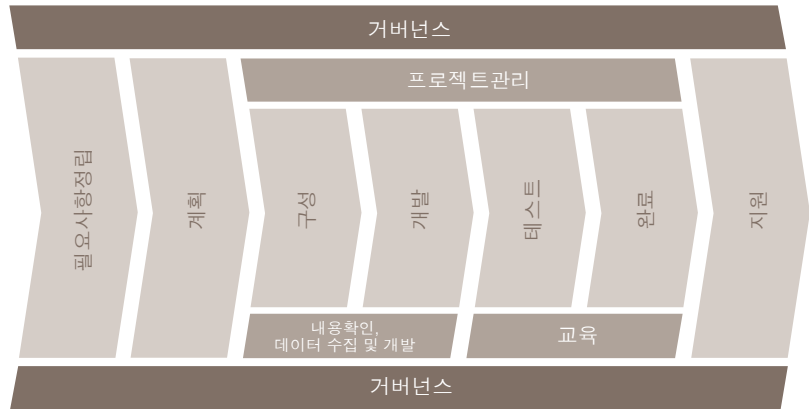 거버넌스
프로젝트관리
필요사항정립
계획
구성
개발
테스트
완료
지원
내용확인,
데이터 수집 및 개발
교육
거버넌스